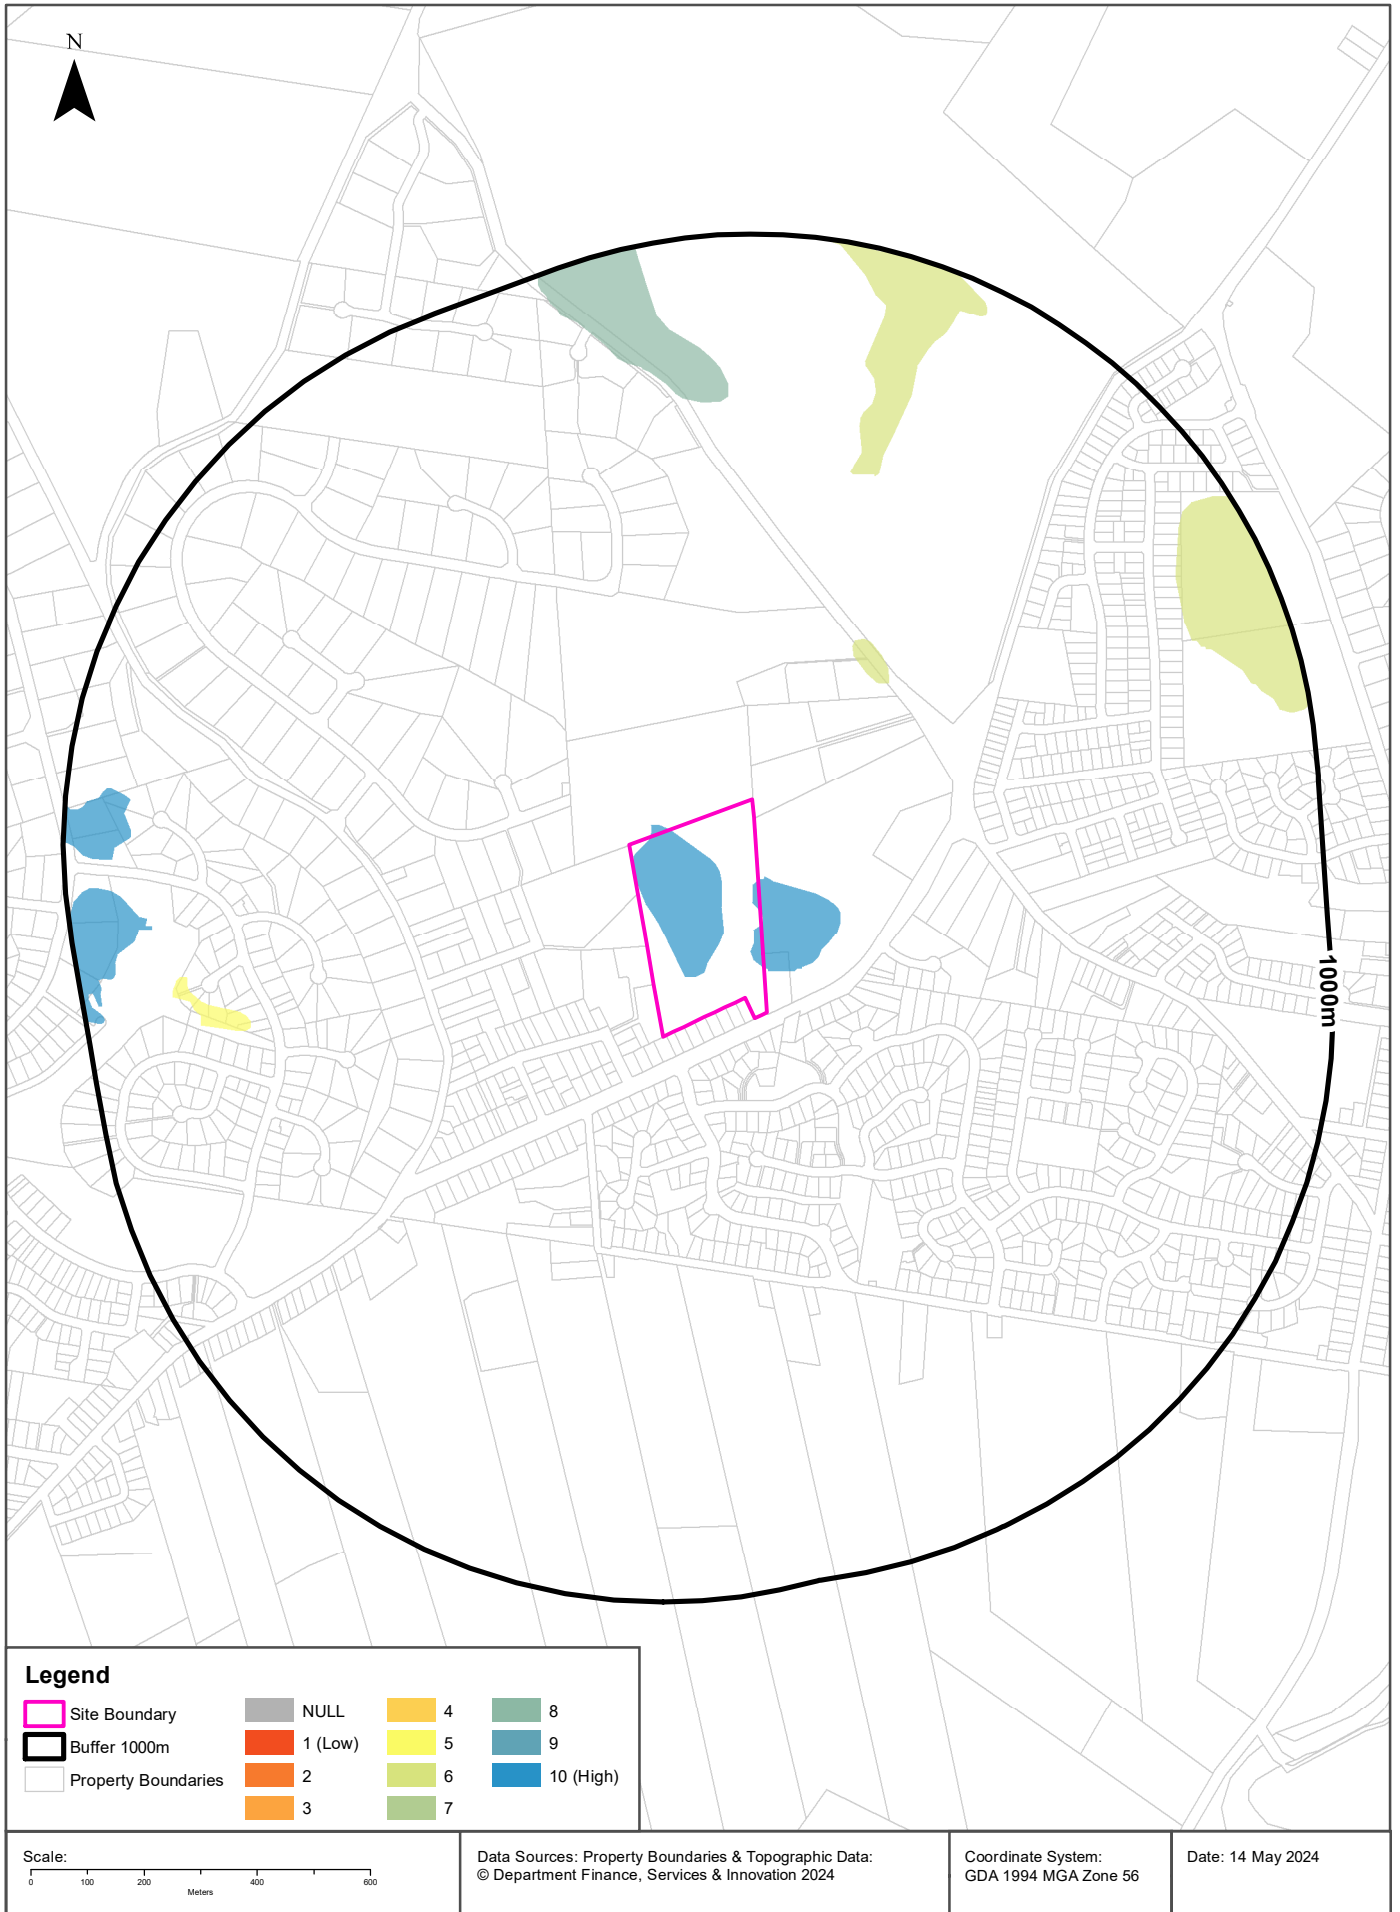 N
1000m
Legend
Site Boundary
Buffer 1000m
Property Boundaries
NULL
1 (Low)
2
3
4
5
6
7
8
9
10 (High)
Scale:
0 100 200 400 600
Meters
Data Sources: Property Boundaries & Topographic Data:
© Department Finance, Services & Innovation 2024
Coordinate System:
GDA 1994 MGA Zone 56
Date: 14 May 2024